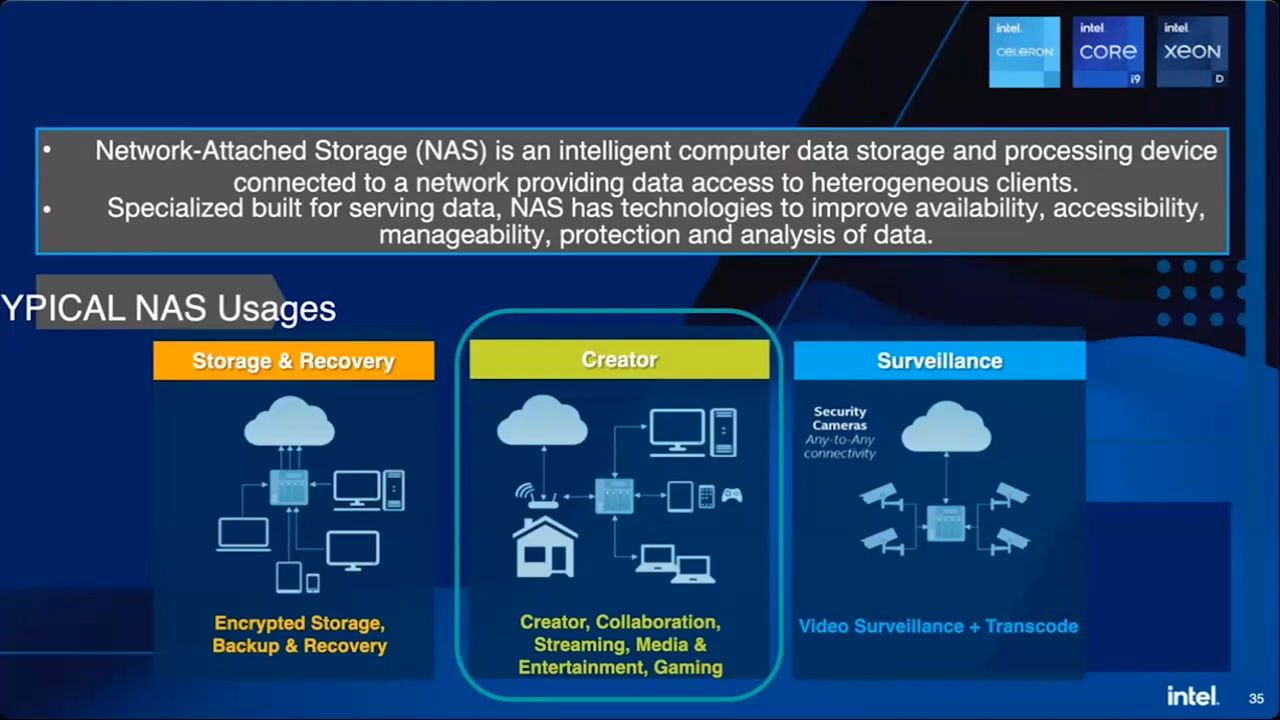 intel.
CELERON
intel.
CORE
i9
intel.
XEON
D
• Network-Attached Storage (NAS) is an intelligent computer data storage and processing device
connected to a network providing data access to heterogeneous clients.
• Specialized built for serving data, NAS has technologies to improve availability, accessibility,
manageability, protection and analysis of data.
YPICAL NAS Usages
Storage & Recovery
Encrypted Storage,
Backup & Recovery
Creator
Creator, Collaboration,
Streaming, Media &
Entertainment, Gaming
Surveillance
Security
Cameras
Any-to-Any
connectivity
Video Surveillance + Transcode
intel.
35